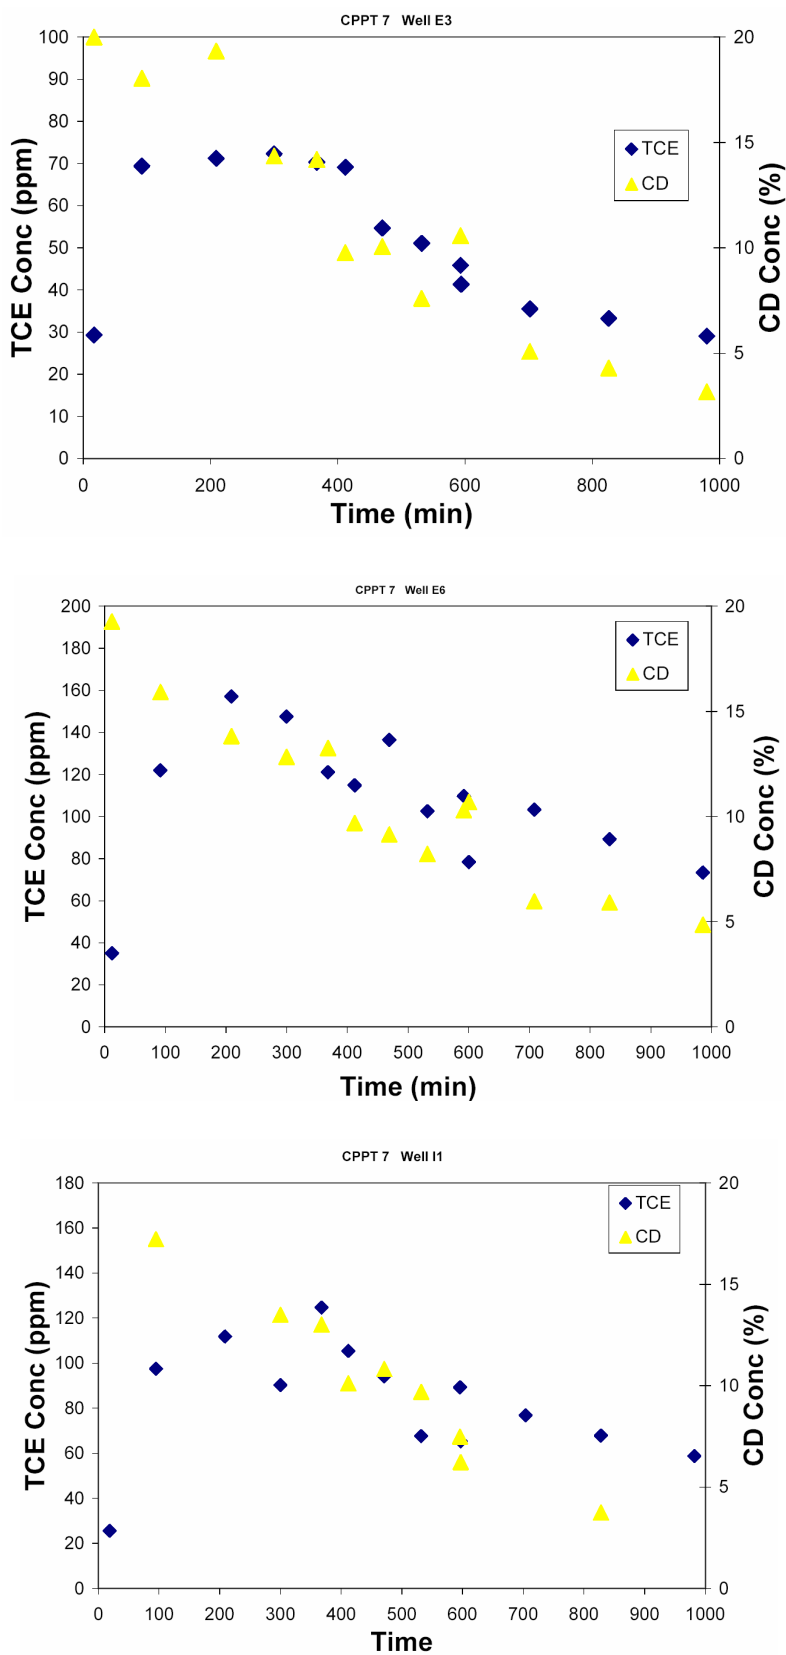 CPPT 7 Well E3
100
90
80
70
60
50
40
30
20
10
0
TCE Conc (ppm)
20
15
10
5
0
CD Conc (%)
TCE
CD
0 200 400 600 800 1000
Time (min)
CPPT 7 Well E6
200
180
160
140
120
100
80
60
40
20
0
TCE Conc (ppm)
20
15
10
5
0
CD Conc (%)
TCE
CD
0 100 200 300 400 500 600 700 800 900 1000
Time (min)
CPPT 7 Well I1
180
160
140
120
100
80
60
40
20
0
TCE Conc (ppm)
20
15
10
5
0
CD Conc (%)
TCE
CD
0 100 200 300 400 500 600 700 800 900 1000
Time